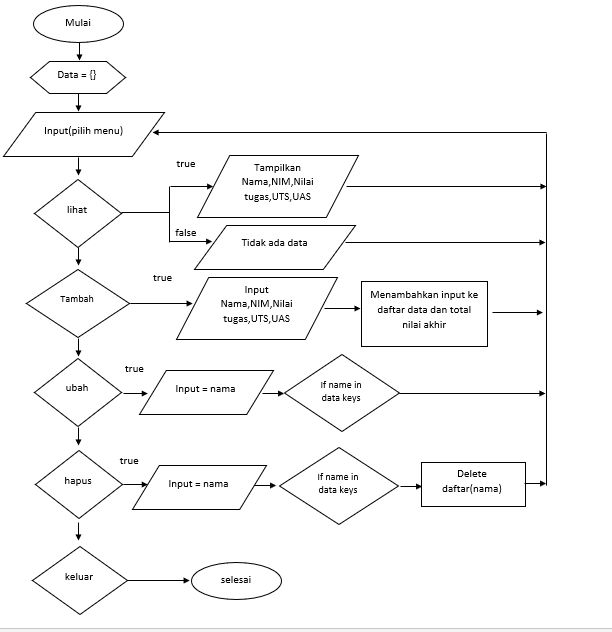 Mulai
Data = {}
Input(pilih menu)
true
Tampilkan
Nama,NIM,Nilai
tugas,UTS,UAS
lihat
false
Tidak ada data
true
Input
Nama,NIM,Nilai
tugas,UTS,UAS
Menambahkan input ke
daftar data dan total
nilai akhir
Tambah
true
ubah
Input = nama
If name in
data keys
true
hapus
Input = nama
If name in
data keys
Delete
daftar(nama)
keluar
selesai